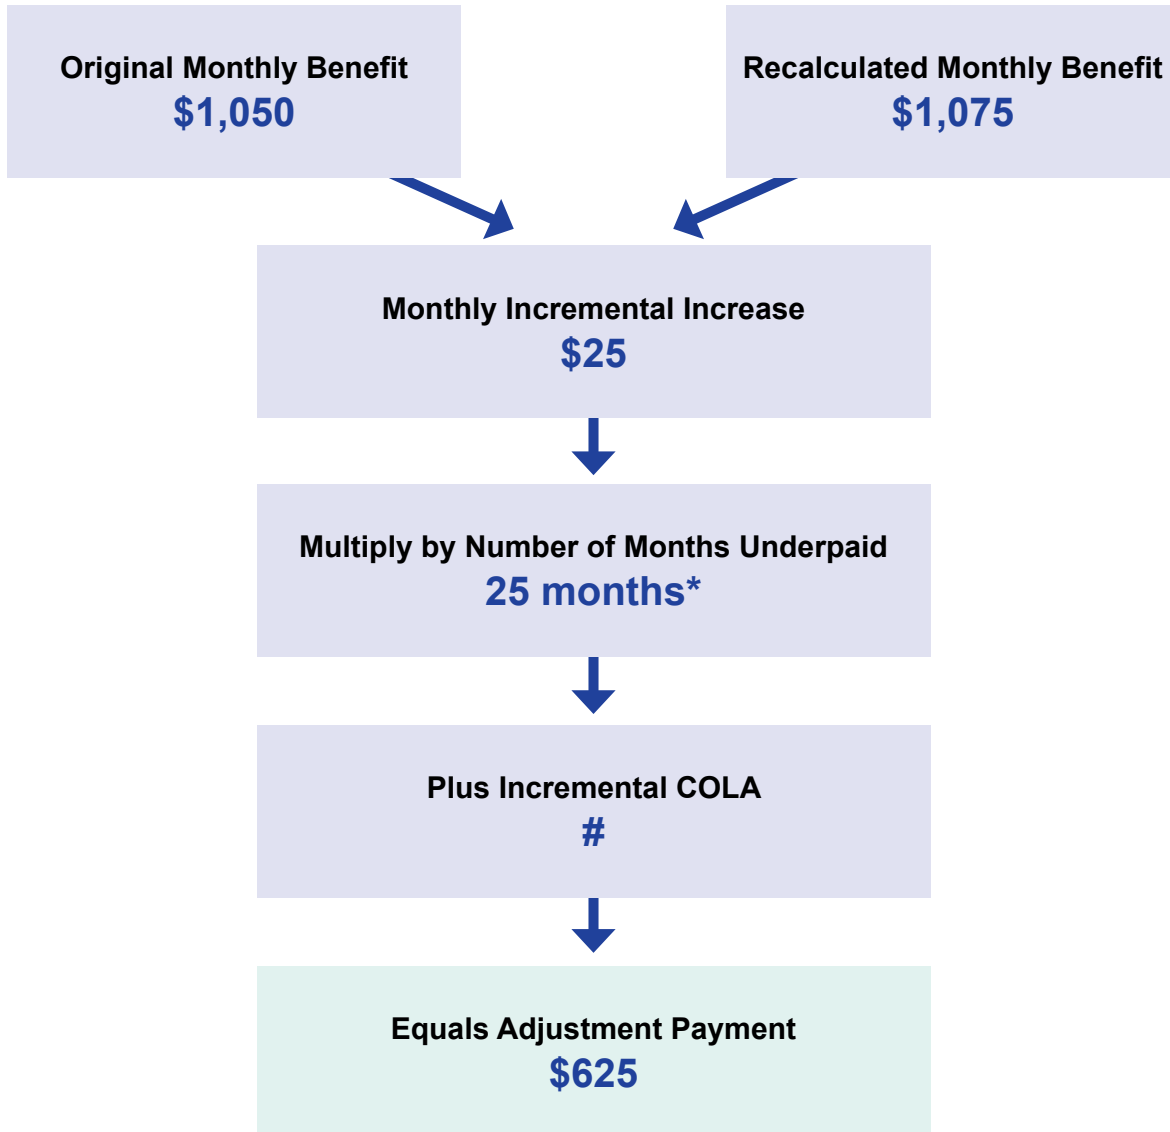 Original Monthly Benefit
$1,050
Recalculated Monthly Benefit
$1,075
Monthly Incremental Increase
$25
Multiply by Number of Months Underpaid
25 months*
Plus Incremental COLA
#
Equals Adjustment Payment
$625